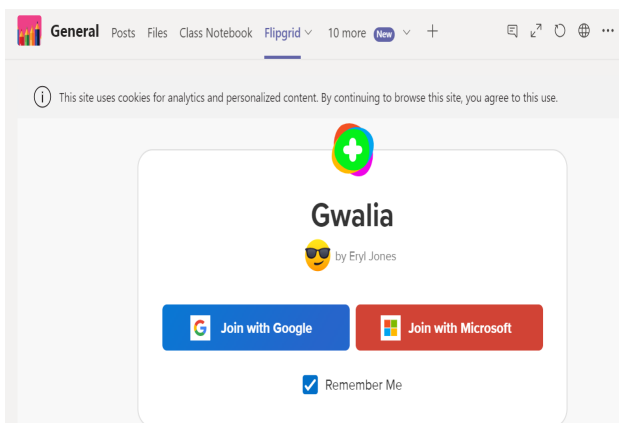 General Posts Files Class Notebook Flipgrid 10 more New
This site uses cookies for analytics and personalized content. By continuing to browse this site, you agree to this use.
Gwalia
by Eryl Jones
Join with Google Join with Microsoft
Remember Me